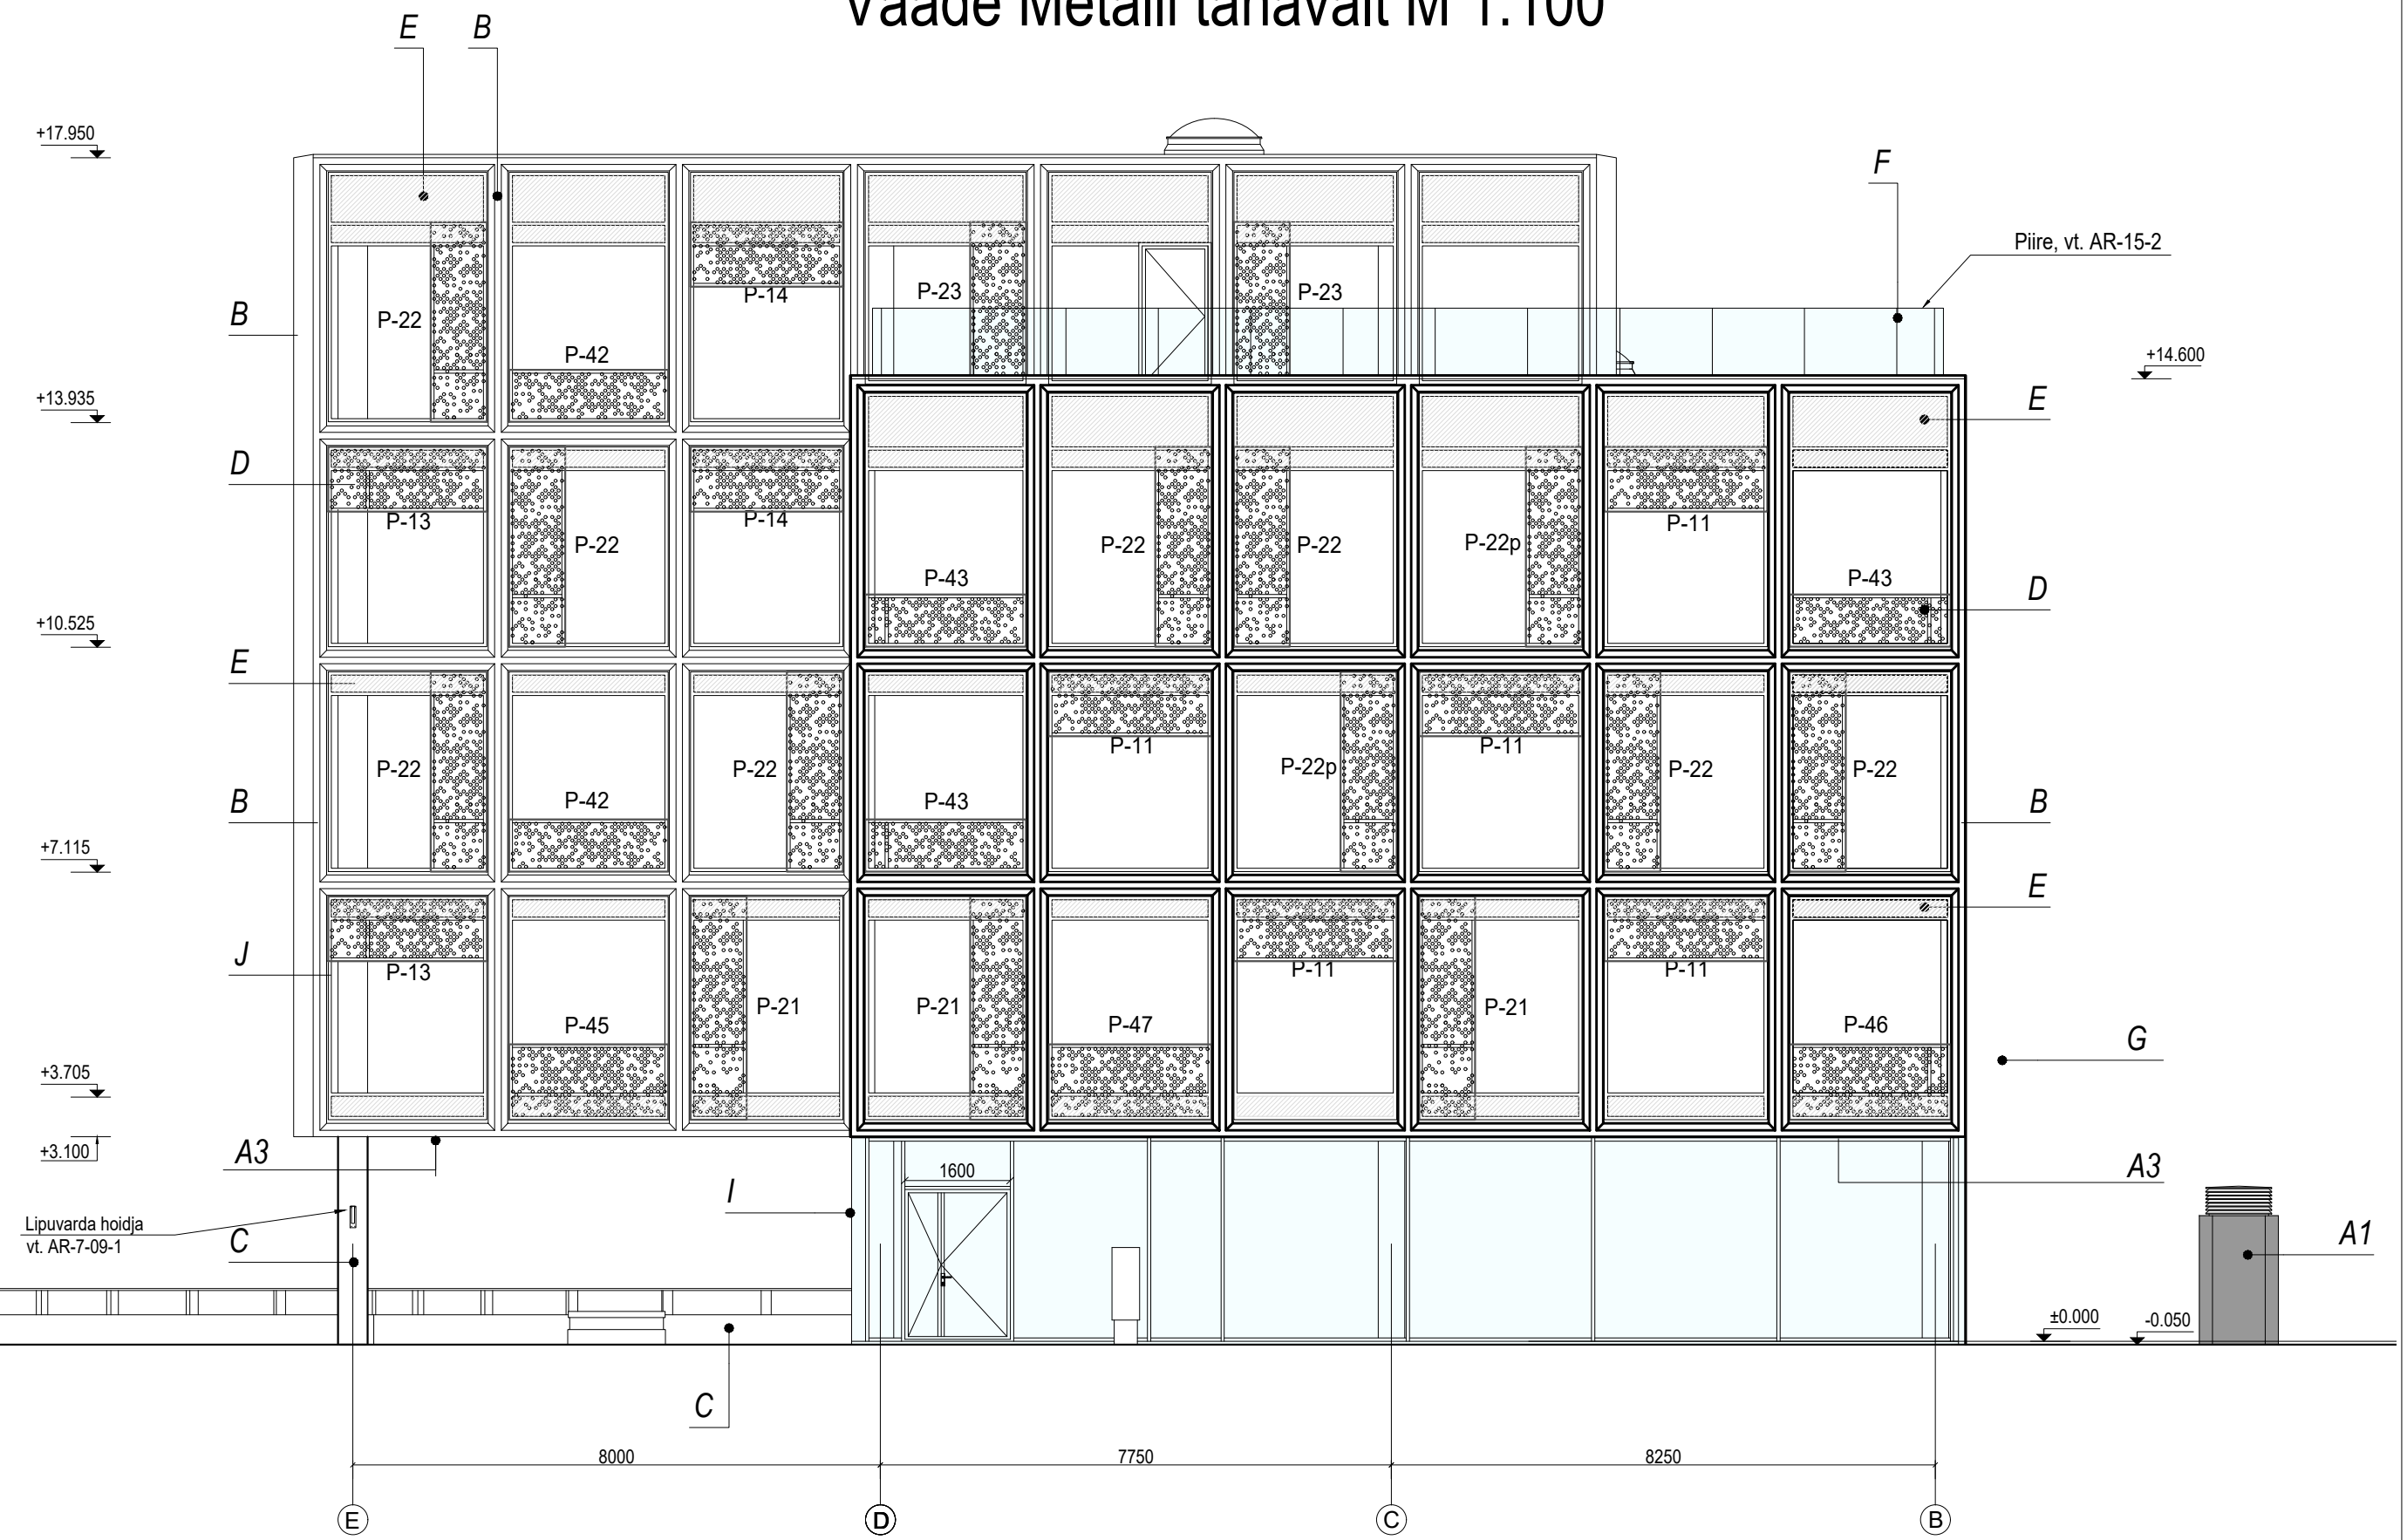 Vaade Metalli tänavalt M 1:100
E B
+17.950
F
Piire, vt. AR-15-2
P-14 P-23 P-23
B P-22
P-42
+14.600
+13.935
E
D
P-13 P-14 P-11
P-22 P-22 P-22 P-22p
P-43 P-43
D
+10.525
E
P-11 P-11
P-22 P-22 P-22p P-22 P-22
B P-42 P-43 B
+7.115
E
J
P-13 P-11 P-11
P-21 P-21 P-21
P-45 P-47 P-46
G
+3.705
+3.100
A3 1600 A3
I
Lipuvarda hoidja
vt. AR-7-09-1
C A1
±0.000 -0.050
C
8000 7750 8250
E D C B